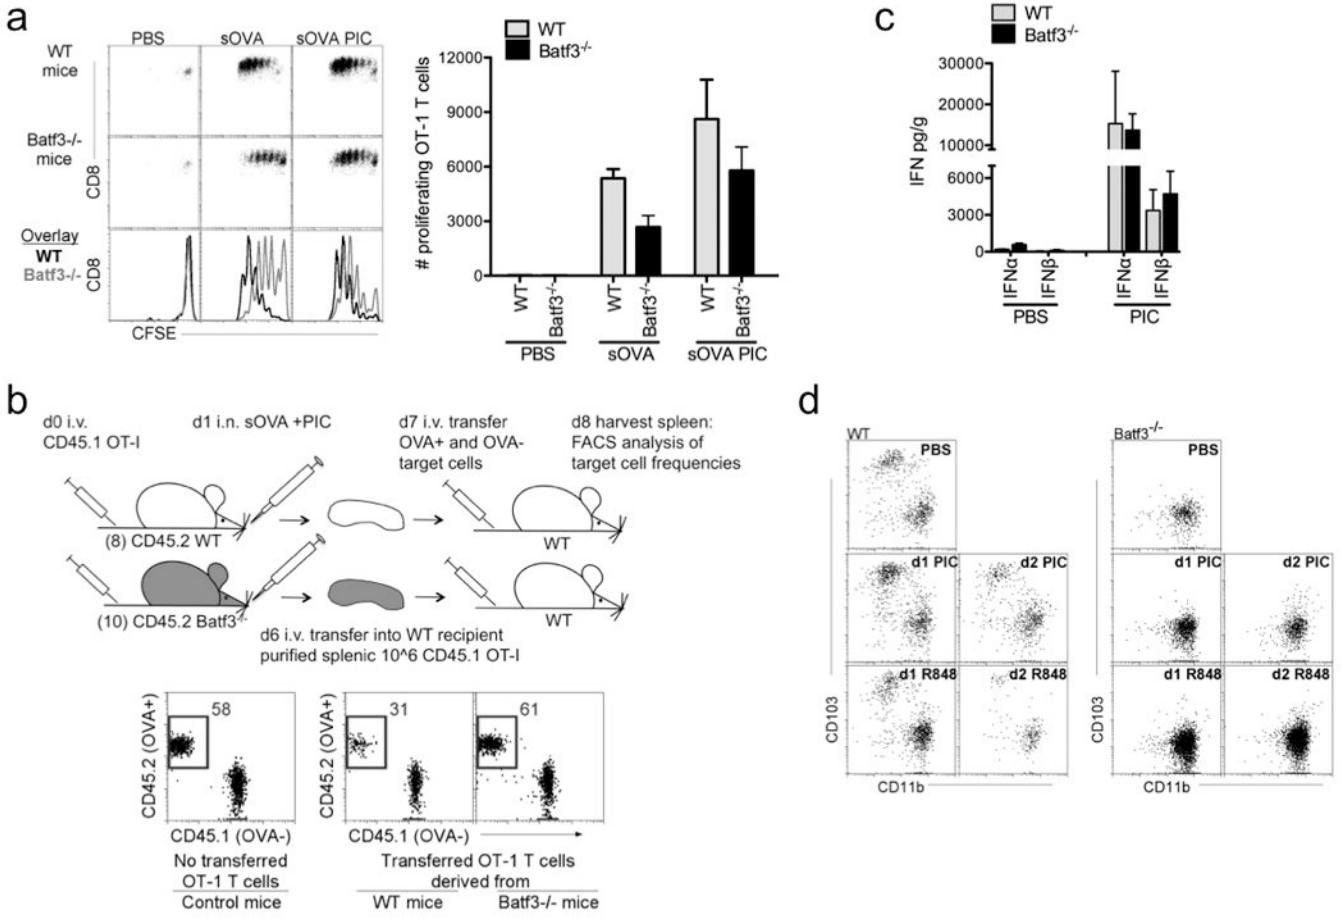 a
PBS sOVA sOVA PIC
WT
mice
Batf3-/-
mice
CD8
Overlay
WT
Batf3-/-
CD8
CFSE
WT
Batf3-/-
# proliferating OT-1 T cells
12000
9000
6000
3000
0
WT Batf3-/- WT Batf3-/- WT Batf3-/-
PBS sOVA sOVA PIC
c
WT
Batf3-/-
IFN pg/g
30000
20000
10000
6000
3000
0
IFNα IFNβ IFNα IFNβ
PBS PIC
b
d0 i.v.
CD45.1 OT-I
d1 i.n. sOVA +PIC
d7 i.v. transfer
OVA+ and OVA-
target cells
d8 harvest spleen:
FACS analysis of
target cell frequencies
(8) CD45.2 WT
WT
(10) CD45.2 Batf3-/-
WT
d6 i.v. transfer into WT recipient
purified splenic 10^6 CD45.1 OT-I
CD45.2 (OVA+)
58
CD45.2 (OVA+)
31
61
CD45.1 (OVA-)
CD45.1 (OVA-)
No transferred
OT-1 T cells
Control mice
Transferred OT-1 T cells
derived from
WT mice Batf3-/- mice
d
WT
PBS
d1 PIC d2 PIC
d1 R848 d2 R848
CD103
CD11b
Batf3-/-
PBS
d1 PIC d2 PIC
d1 R848 d2 R848
CD103
CD11b